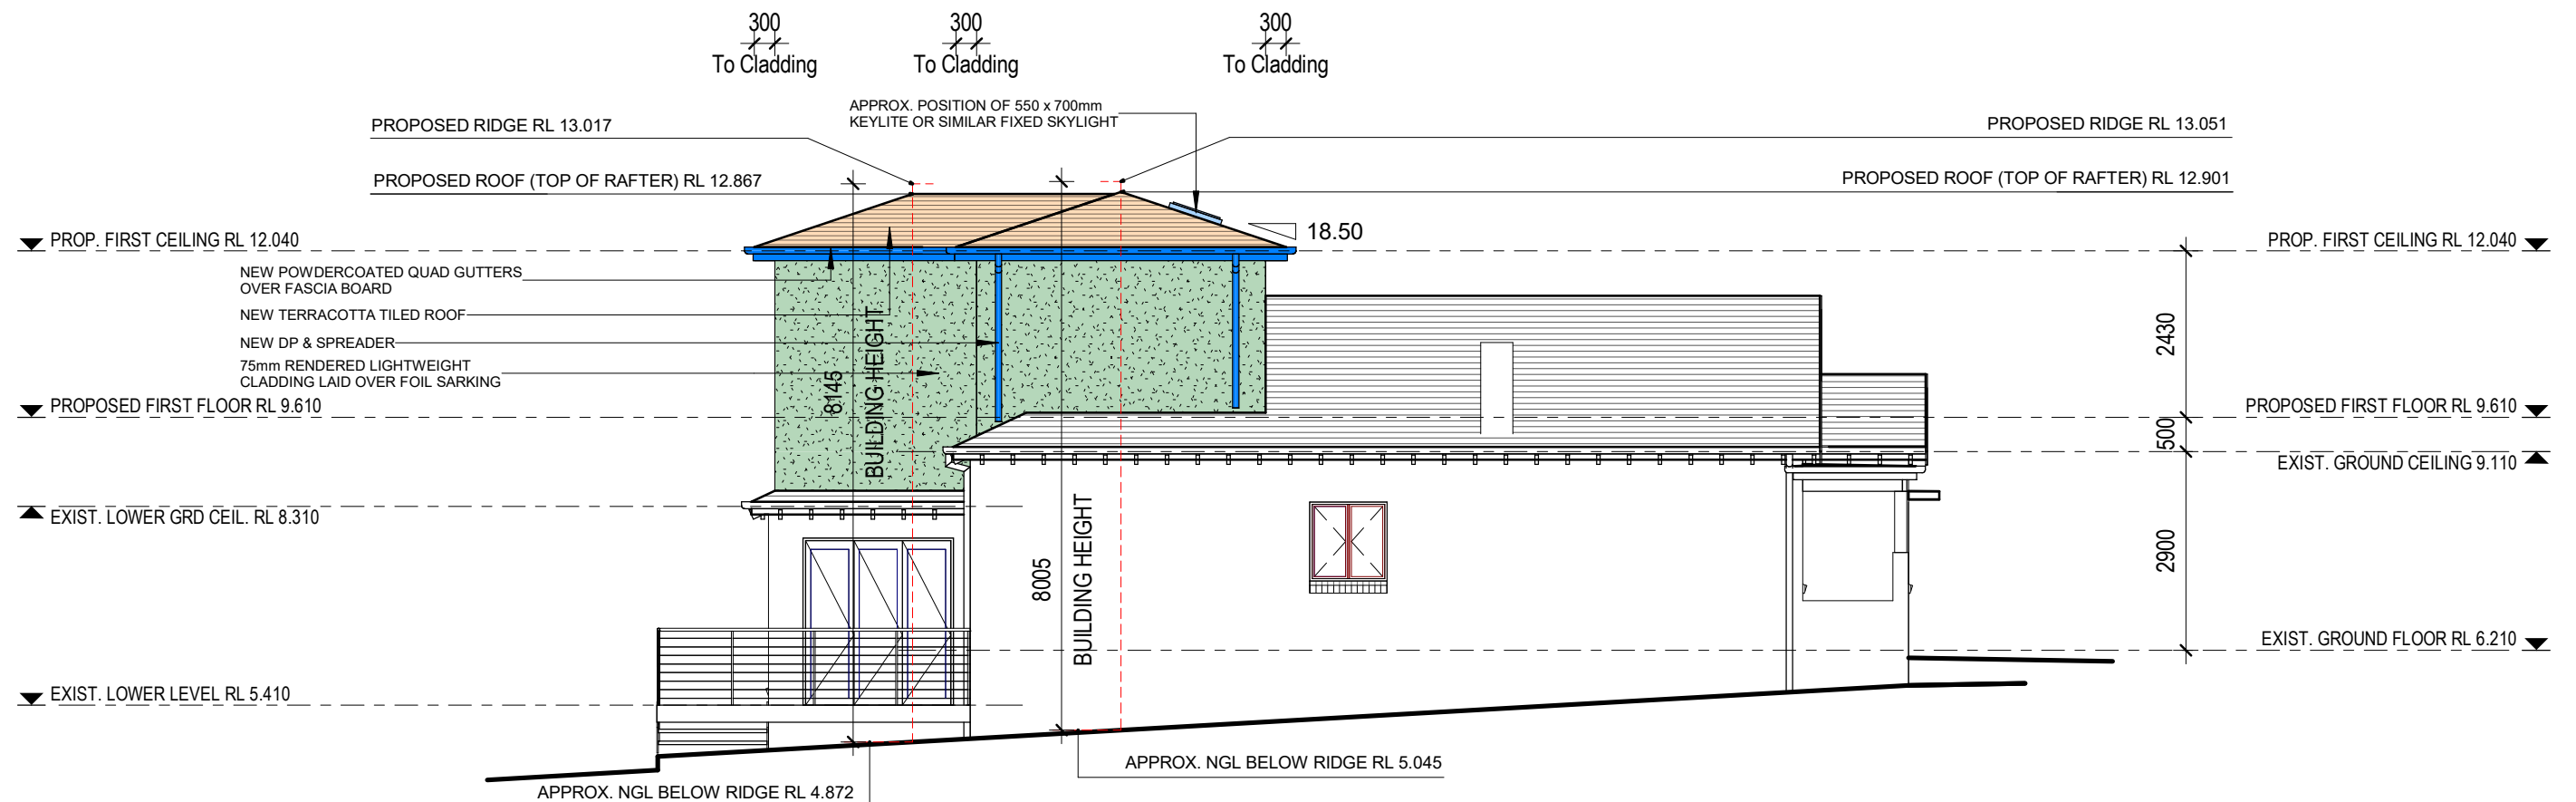 300
To Cladding
300
To Cladding
300
To Cladding
APPROX. POSITION OF 550 x 700mm
KEYLITE OR SIMILAR FIXED SKYLIGHT
PROPOSED RIDGE RL 13.017
PROPOSED RIDGE RL 13.051
PROPOSED ROOF (TOP OF RAFTER) RL 12.867
PROPOSED ROOF (TOP OF RAFTER) RL 12.901
18.50
PROP. FIRST CEILING RL 12.040
PROP. FIRST CEILING RL 12.040
NEW POWDERCOATED QUAD GUTTERS
OVER FASCIA BOARD
NEW TERRACOTTA TILED ROOF
NEW DP & SPREADER
75mm RENDERED LIGHTWEIGHT
CLADDING LAID OVER FOIL SARKING
8145
BUILDING HEIGHT
2430
PROPOSED FIRST FLOOR RL 9.610
PROPOSED FIRST FLOOR RL 9.610
500
EXIST. GROUND CEILING 9.110
EXIST. LOWER GRD CEIL. RL 8.310
8005
BUILDING HEIGHT
2900
EXIST. GROUND FLOOR RL 6.210
EXIST. LOWER LEVEL RL 5.410
APPROX. NGL BELOW RIDGE RL 5.045
APPROX. NGL BELOW RIDGE RL 4.872